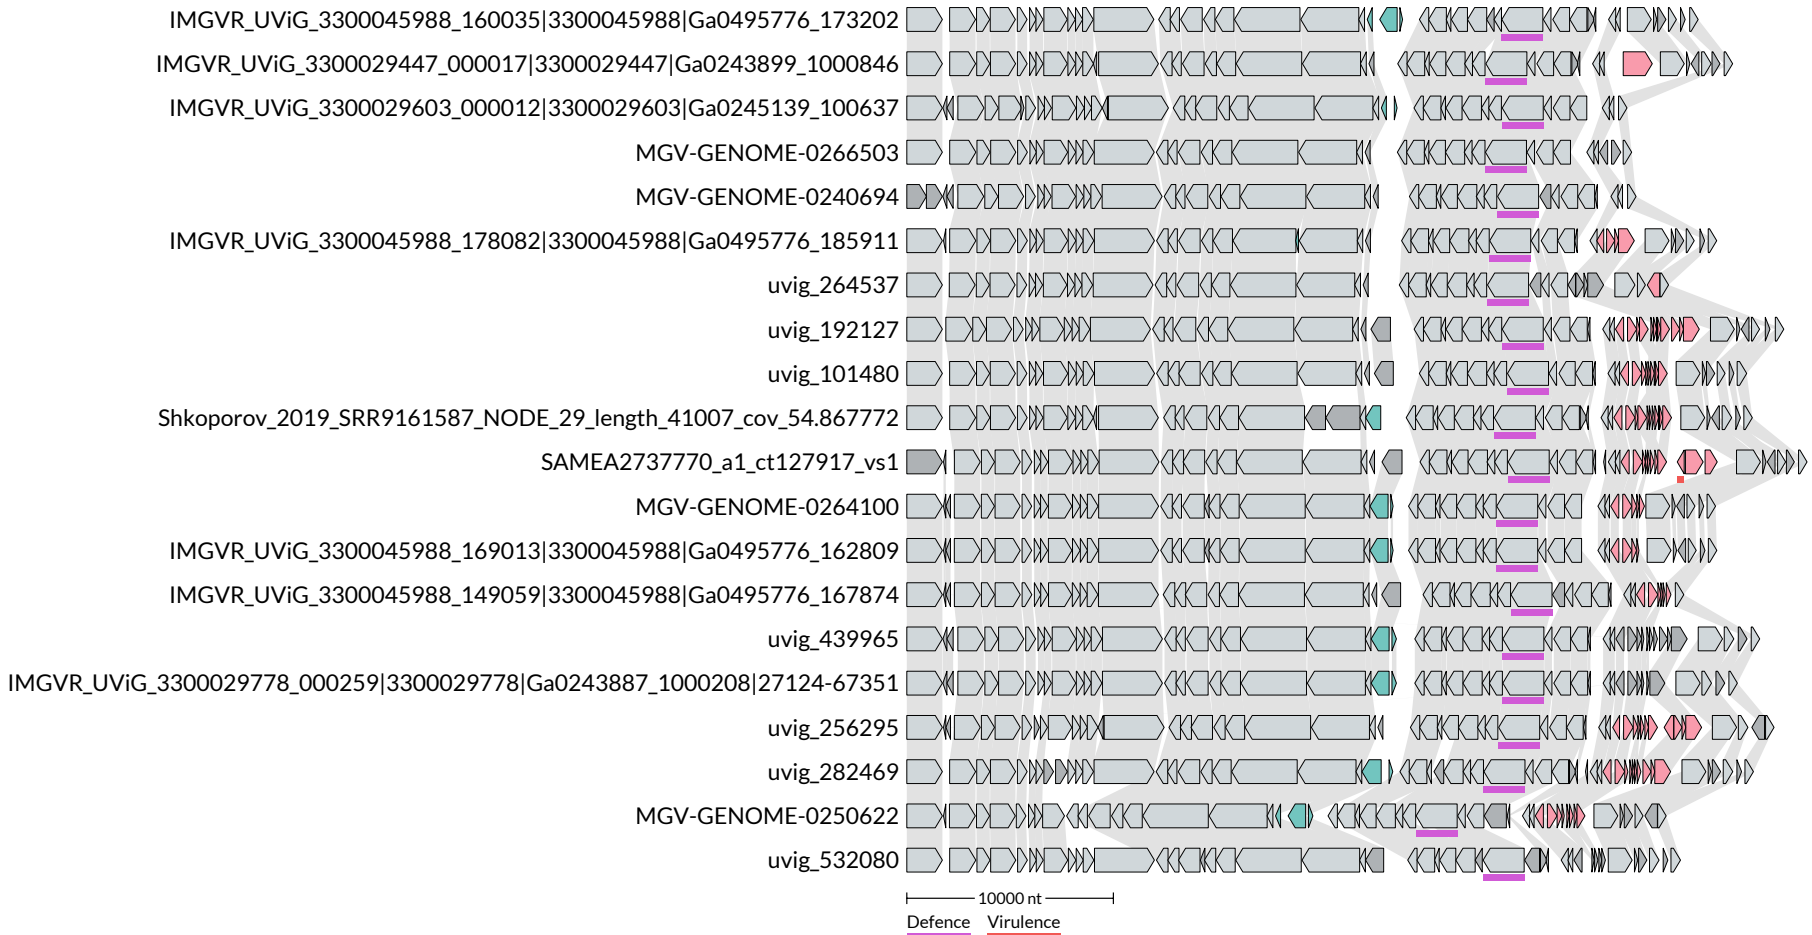 IMGVR_UViG_3300045988_160035|3300045988|Ga0495776_173202
IMGVR_UViG_3300029447_000017|3300029447|Ga0243899_1000846
IMGVR_UViG_3300029603_000012|3300029603|Ga0245139_100637
MGV-GENOME-0266503
MGV-GENOME-0240694
IMGVR_UViG_3300045988_178082|3300045988|Ga0495776_185911
uvig_264537
uvig_192127
uvig_101480
Shkoporov_2019_SRR9161587_NODE_29_length_41007_cov_54.867772
SAMEA2737770_a1_ct127917_vs1
MGV-GENOME-0264100
IMGVR_UViG_3300045988_169013|3300045988|Ga0495776_162809
IMGVR_UViG_3300045988_149059|3300045988|Ga0495776_167874
uvig_439965
IMGVR_UViG_3300029778_000259|3300029778|Ga0243887_1000208|27124-67351
uvig_256295
uvig_282469
MGV-GENOME-0250622
uvig_532080
10000 nt
Defence Virulence